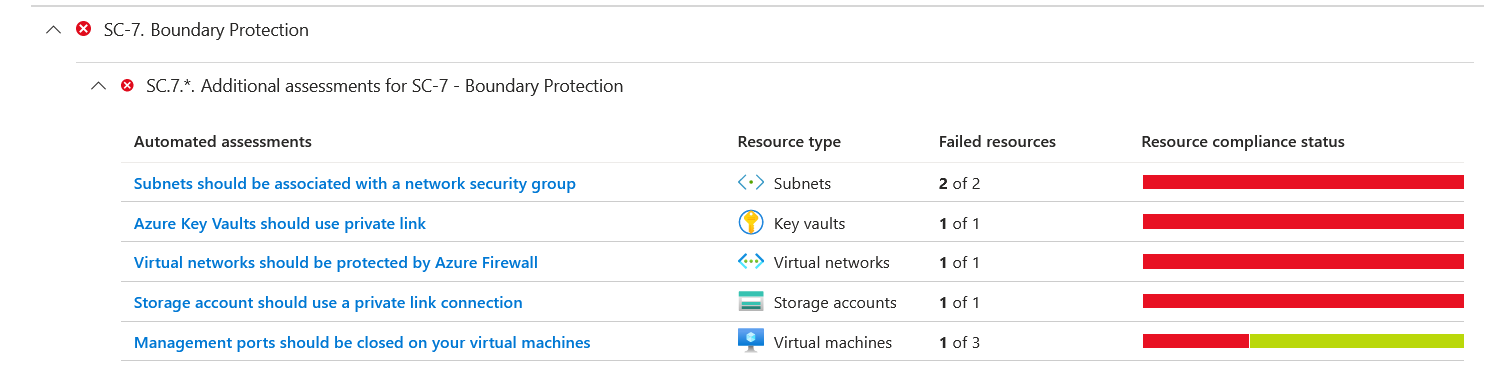 SC-7. Boundary Protection
SC.7.*. Additional assessments for SC-7 - Boundary Protection
Automated assessments Resource type Failed resources Resource compliance status
Subnets should be associated with a network security group Subnets 2 of 2
Azure Key Vaults should use private link Key vaults 1 of 1
Virtual networks should be protected by Azure Firewall Virtual networks 1 of 1
Storage account should use a private link connection Storage accounts 1 of 1
Management ports should be closed on your virtual machines Virtual machines 1 of 3